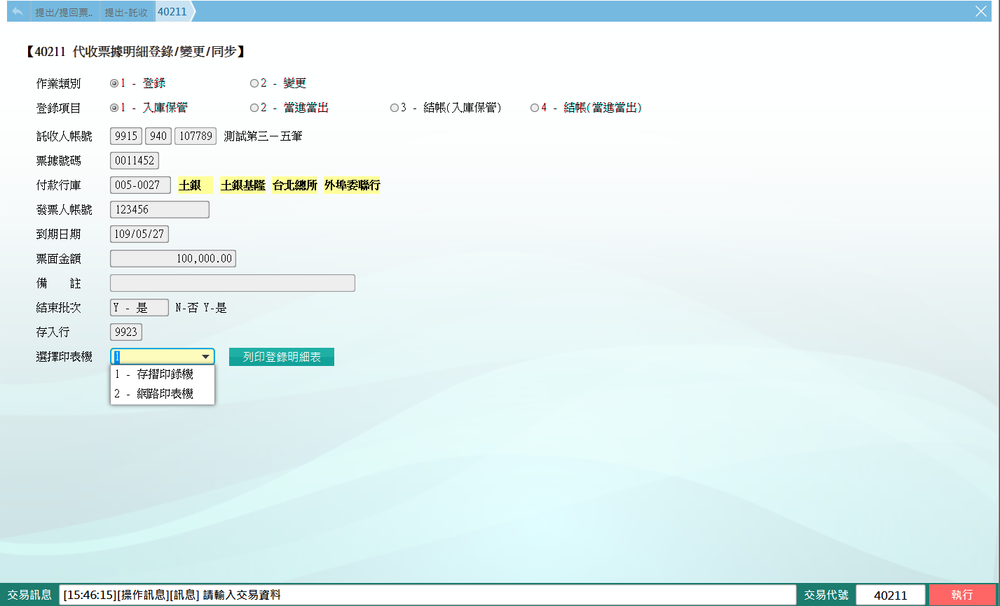 提出/提回票.. 提出-託收 40211
【40211 代收票據明細登錄/變更/同步】
作業類別 1 - 登錄 2 - 變更
登錄項目 1 - 入庫保管 2 - 當進當出 3 - 結帳(入庫保管) 4 - 結帳(當進當出)
託收人帳號 9915 940 107789 測試第三－五筆
票據號碼 0011452
付款行庫 005-0027 土銀 土銀基隆 台北總所 外埠委聯行
發票人帳號 123456
到期日期 109/05/27
票面金額 100,000.00
備 註
結束批次 Y - 是 N-否 Y-是
存入行 9923
選擇印表機 1 列印登錄明細表
1 - 存摺印錄機
2 - 網路印表機
交易訊息 [15:46:15][操作訊息][訊息] 請輸入交易資料 交易代號 40211 執行